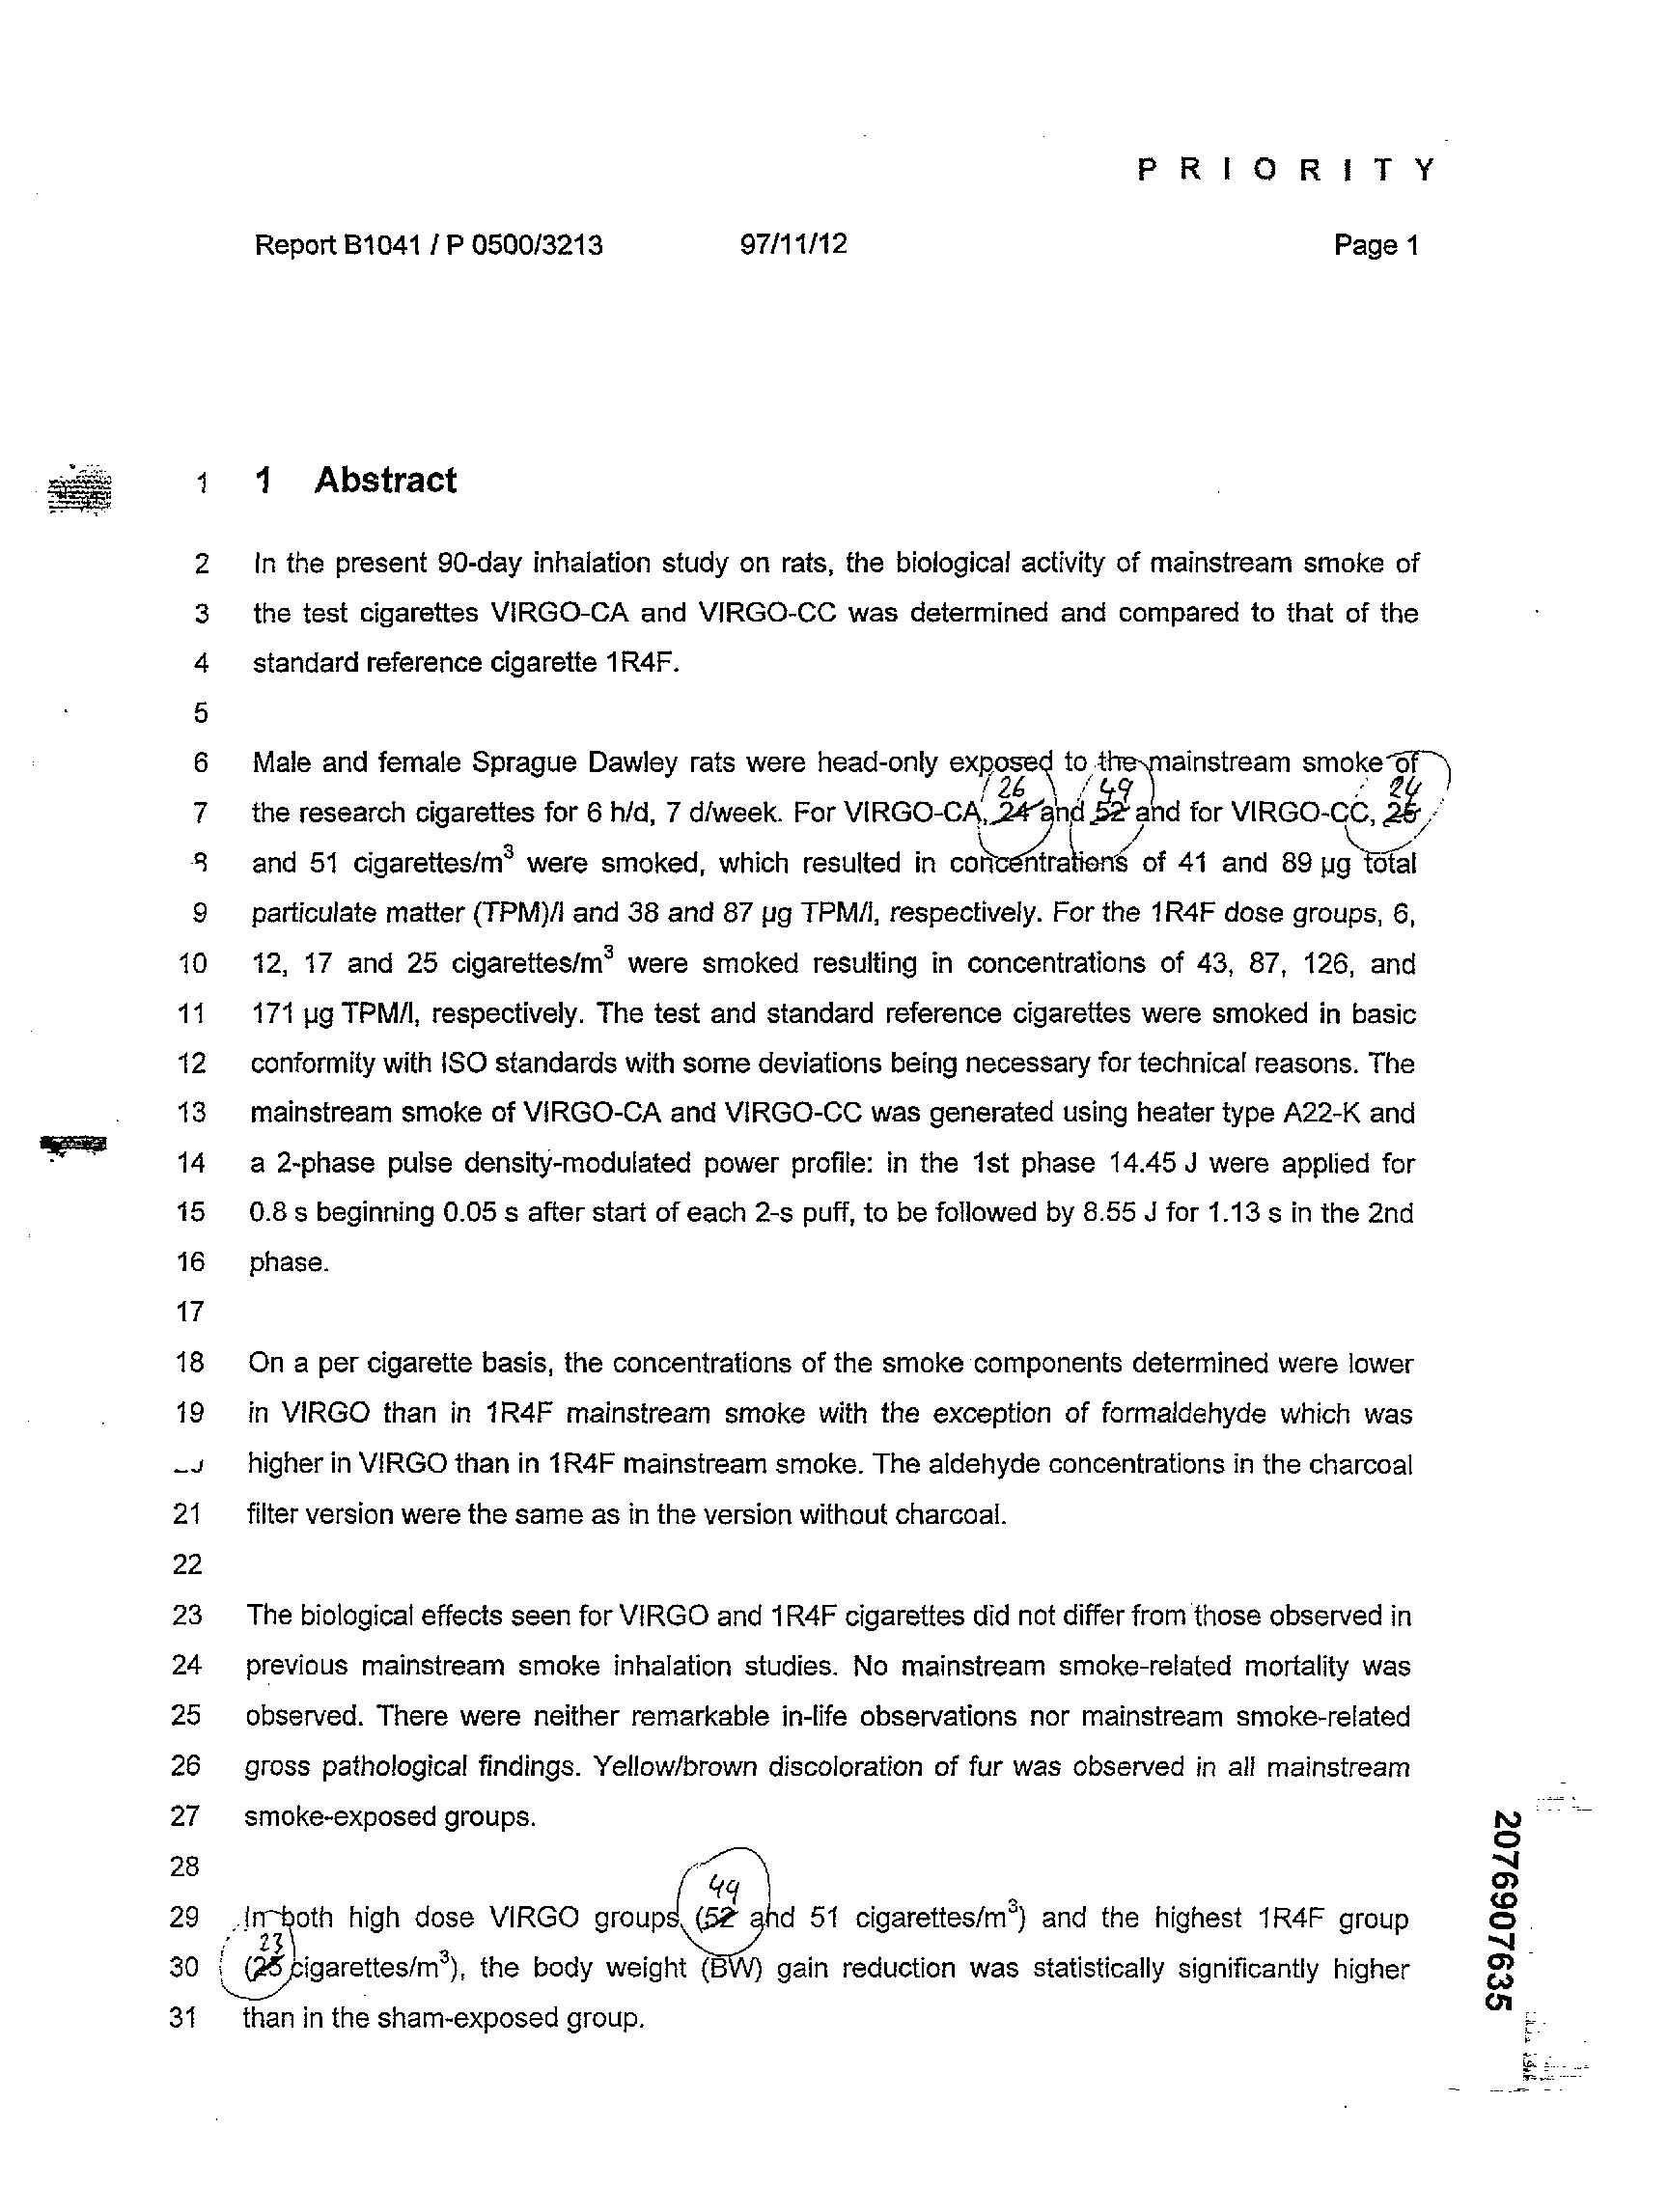 P R I O R I T Y
Report B1041 / P 0500/3213 97/11/12 Page 1
1 1 Abstract
2 In the present 90-day inhalation study on rats, the biological activity of mainstream smoke of
3 the test cigarettes VIRGO-CA and VIRGO-CC was determined and compared to that of the
4 standard reference cigarette 1R4F.
5
6 Male and female Sprague Dawley rats were head-only exposed to the mainstream smoke of
26 49 24
7 the research cigarettes for 6 h/d, 7 d/week. For VIRGO-CA, 24 and 52 and for VIRGO-CC, 25
8 and 51 cigarettes/m³ were smoked, which resulted in concentrations of 41 and 89 µg total
9 particulate matter (TPM)/l and 38 and 87 µg TPM/l, respectively. For the 1R4F dose groups, 6,
10 12, 17 and 25 cigarettes/m³ were smoked resulting in concentrations of 43, 87, 126, and
11 171 µg TPM/l, respectively. The test and standard reference cigarettes were smoked in basic
12 conformity with ISO standards with some deviations being necessary for technical reasons. The
13 mainstream smoke of VIRGO-CA and VIRGO-CC was generated using heater type A22-K and
14 a 2-phase pulse density-modulated power profile: in the 1st phase 14.45 J were applied for
15 0.8 s beginning 0.05 s after start of each 2-s puff, to be followed by 8.55 J for 1.13 s in the 2nd
16 phase.
17
18 On a per cigarette basis, the concentrations of the smoke components determined were lower
19 in VIRGO than in 1R4F mainstream smoke with the exception of formaldehyde which was
higher in VIRGO than in 1R4F mainstream smoke. The aldehyde concentrations in the charcoal
21 filter version were the same as in the version without charcoal.
22
23 The biological effects seen for VIRGO and 1R4F cigarettes did not differ from those observed in
24 previous mainstream smoke inhalation studies. No mainstream smoke-related mortality was
25 observed. There were neither remarkable in-life observations nor mainstream smoke-related
26 gross pathological findings. Yellow/brown discoloration of fur was observed in all mainstream
27 smoke-exposed groups.
28
49
29 In both high dose VIRGO groups (52 and 51 cigarettes/m³) and the highest 1R4F group
23
30 (25 cigarettes/m³), the body weight (BW) gain reduction was statistically significantly higher
31 than in the sham-exposed group.
2076907635